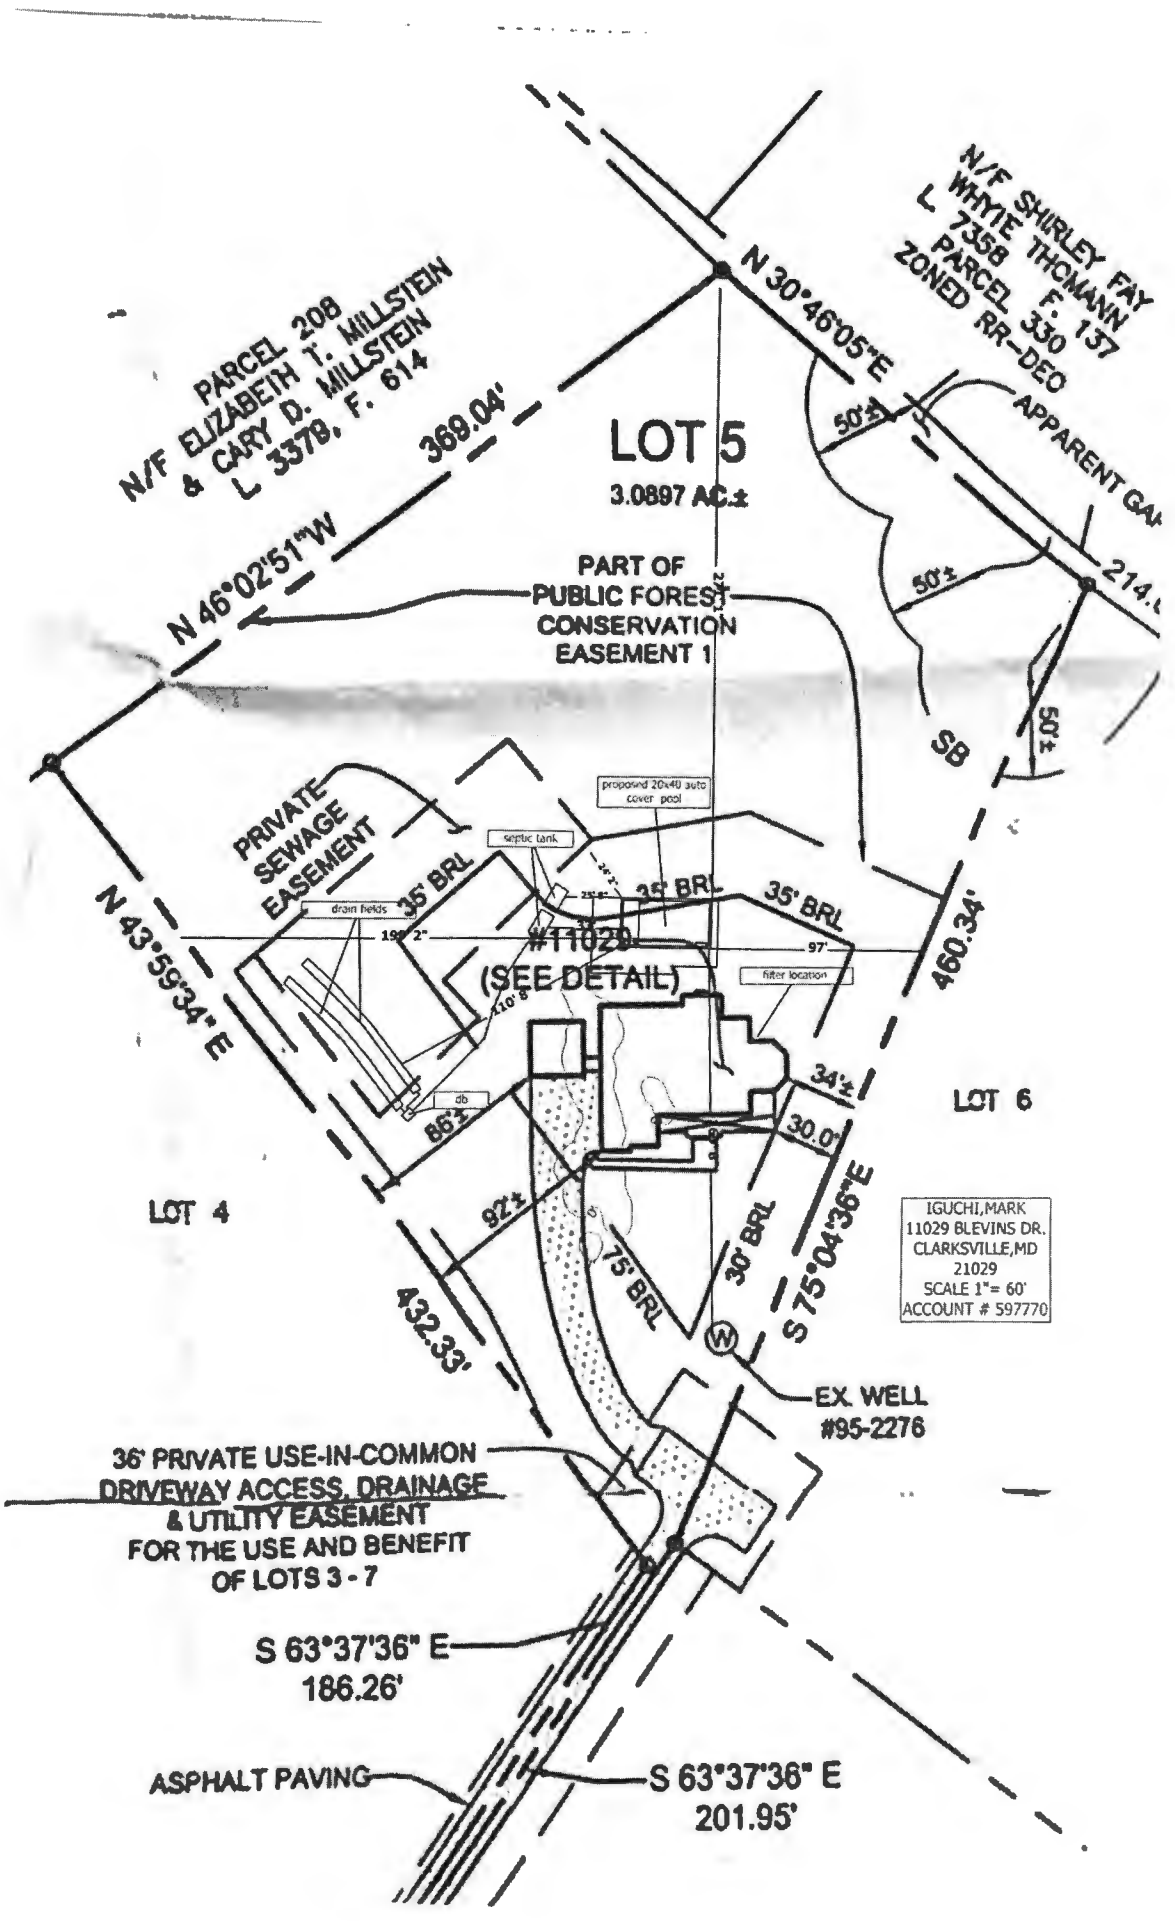 N/F SHIRLEY FAY
WHYTE THOMANN
L. 7358 F. 137
PARCEL 330
ZONED RR-DEO
N 30°46'05"E
PARCEL 208
N/F ELIZABETH T. MILLSTEIN
& CARY D. MILLSTEIN
L. 3379, F. 614
369.04'
N 46°02'51"W
LOT 5
3.0897 AC.±
50'±
APPARENT GAP
50'±
214.
50'±
PART OF
PUBLIC FOREST
CONSERVATION
EASEMENT 1
SB
PRIVATE
SEWAGE
EASEMENT
proposed 20x40 auto
cover pool
septic tank
drain fields
35' BRL
35' BRL
35' BRL
25' 8"
2"
#11029
(SEE DETAIL)
97'
460.34'
filter location
110' 8"
N 43°59'34" E
db
86'±
34'±
30.0'
LOT 6
LOT 4
92'±
75' BRL
30' BRL
S 75°04'36"E
IGUCHI,MARK
11029 BLEVINS DR.
CLARKSVILLE,MD
21029
SCALE 1"= 60'
ACCOUNT # 597770
432.33'
W
EX. WELL
#95-2276
36' PRIVATE USE-IN-COMMON
DRIVEWAY ACCESS, DRAINAGE
& UTILITY EASEMENT
FOR THE USE AND BENEFIT
OF LOTS 3 - 7
S 63°37'36" E
186.26'
ASPHALT PAVING
S 63°37'36" E
201.95'